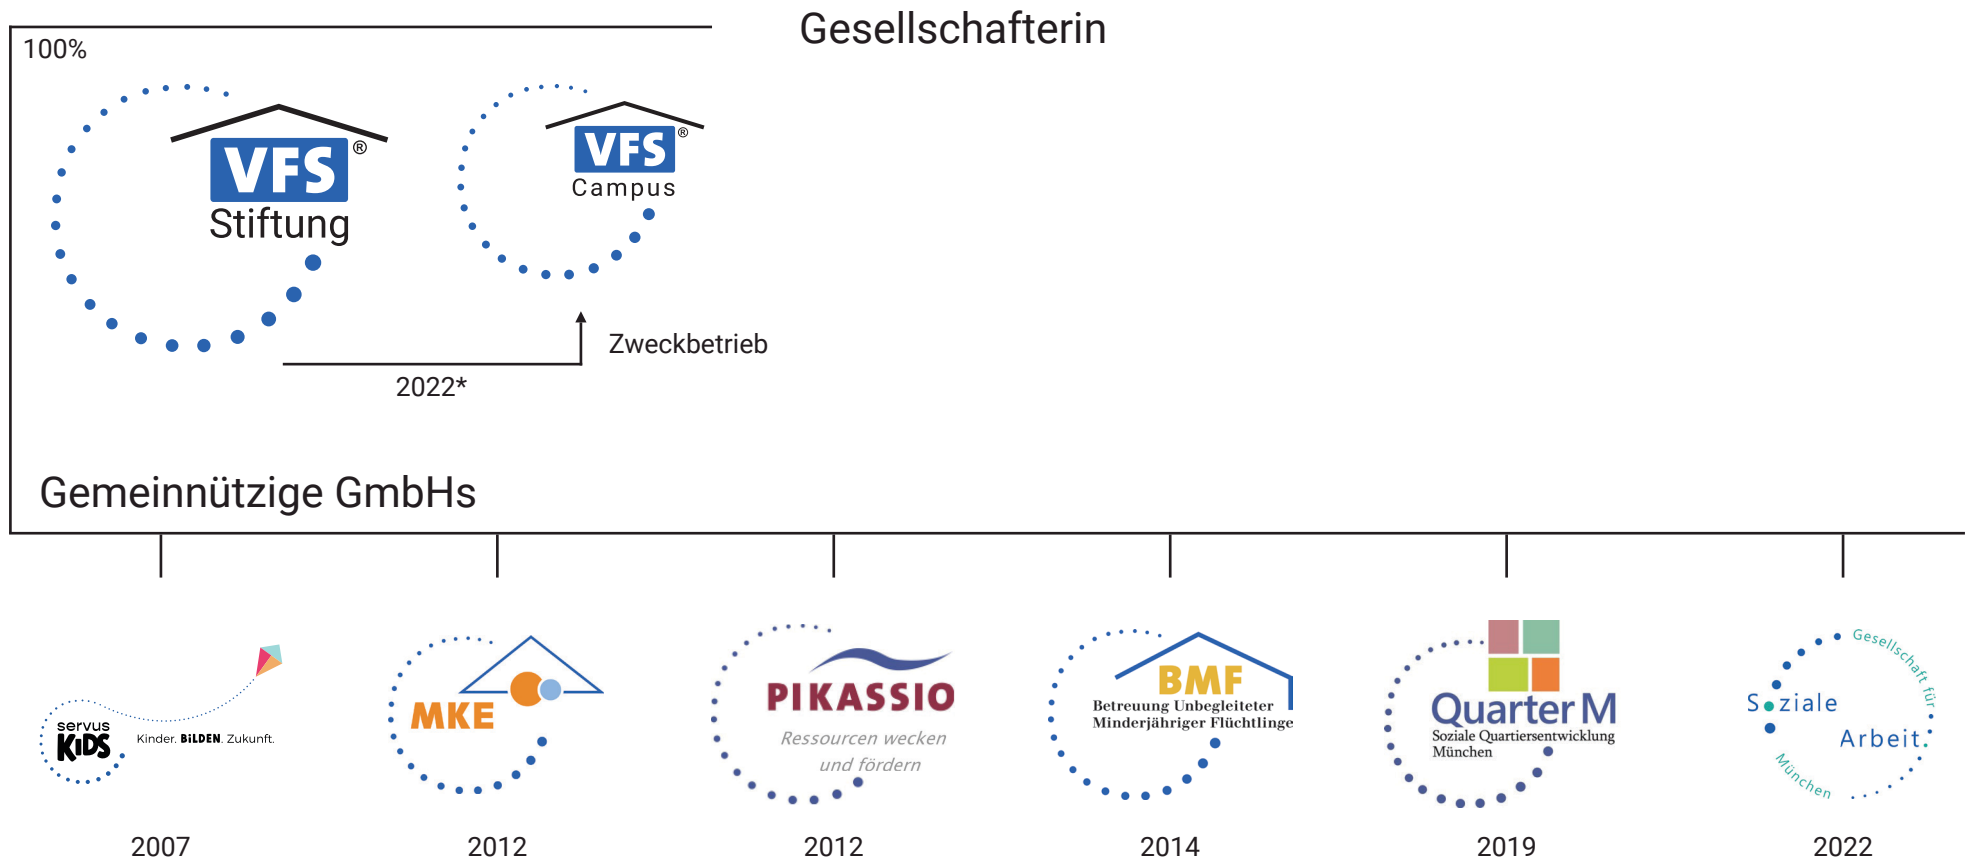 Gesellschafterin
100%
VFS®
Stiftung
VFS®
Campus
Zweckbetrieb
2022*
Gemeinnützige GmbHs
servus
KiDS
Kinder. BiLDEN. Zukunft.
2007
MKE
2012
PIKASSIO
Ressourcen wecken
und fördern
2012
BMF
Betreuung Unbegleiteter
Minderjähriger Flüchtlinge
2014
Quarter M
Soziale Quartiersentwicklung
München
2019
Gesellschaft für
Soziale
Arbeit.
München
2022